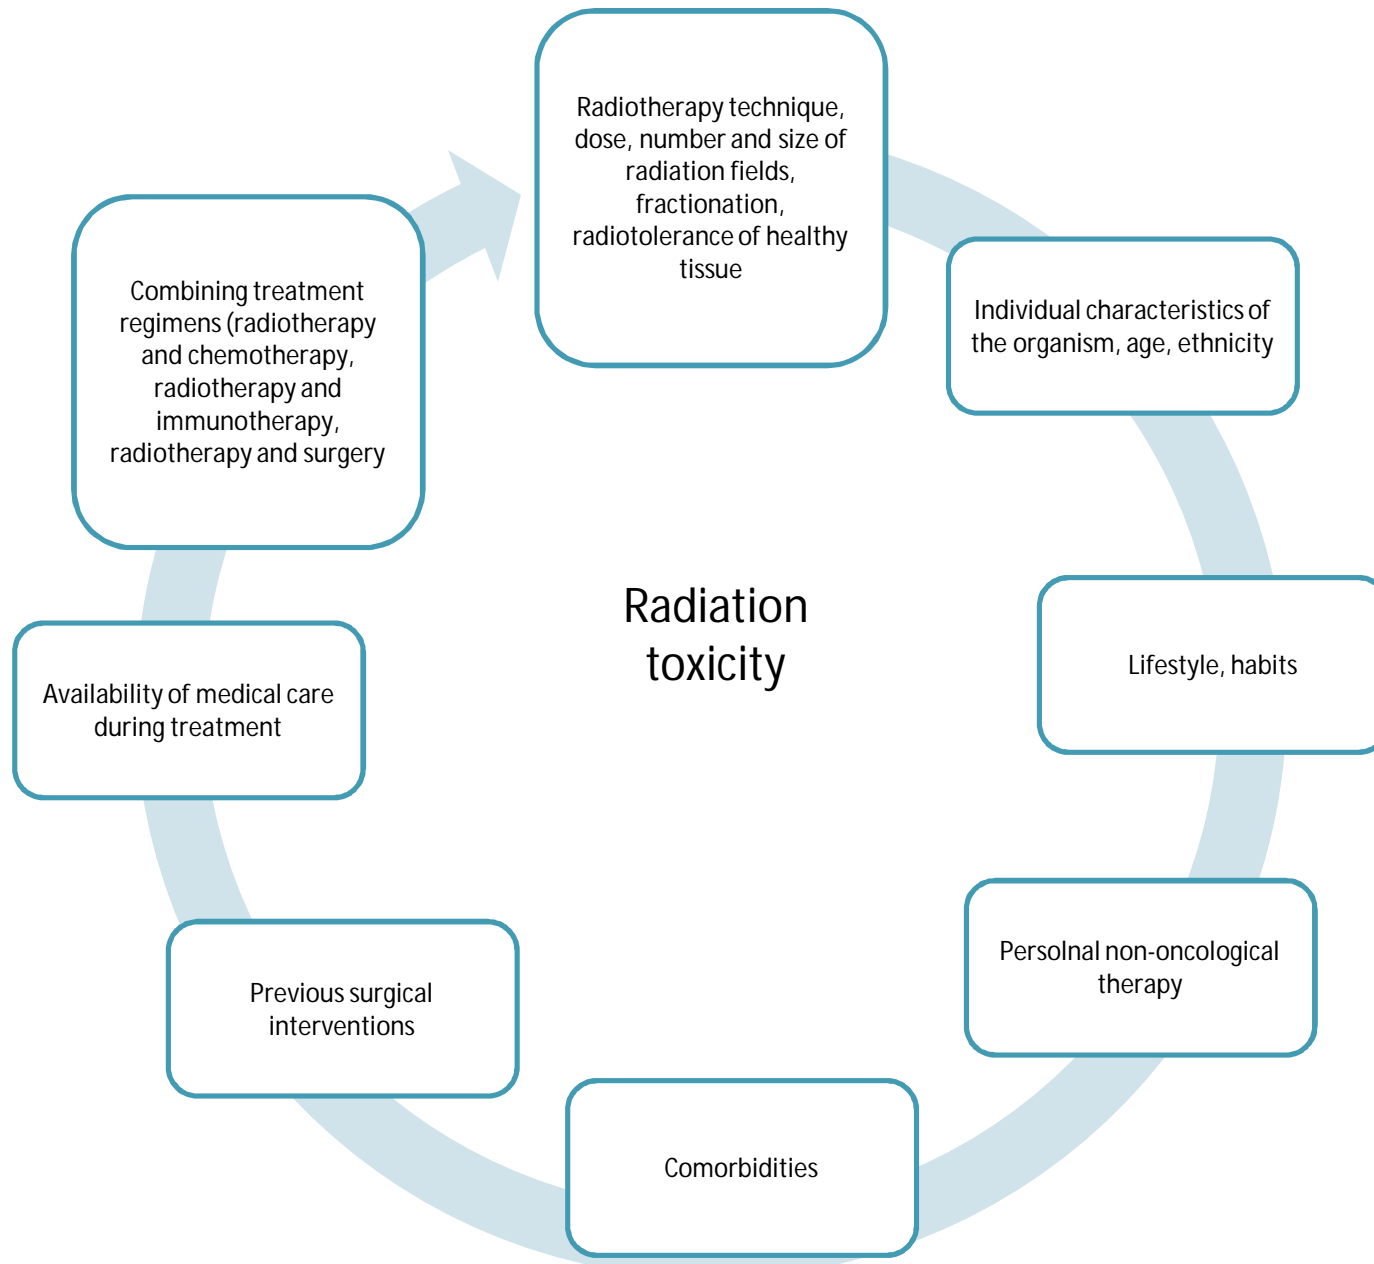 Radiotherapy technique,
dose, number and size of
radiation fields,
fractionation,
radiotolerance of healthy
tissue
Individual characteristics of
the organism, age, ethnicity
Lifestyle, habits
Persolnal non-oncological
therapy
Comorbidities
Previous surgical
interventions
Availability of medical care
during treatment
Combining treatment
regimens (radiotherapy
and chemotherapy,
radiotherapy and
immunotherapy,
radiotherapy and surgery
Radiation
toxicity